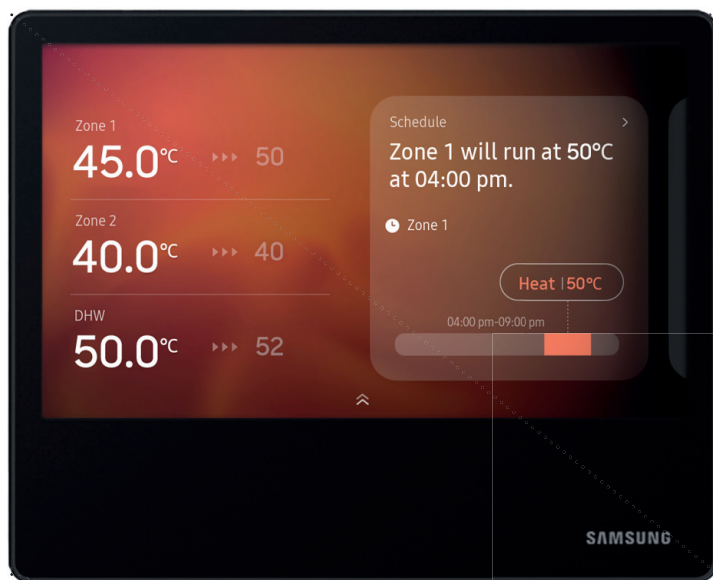 Zone 1
45.0°C ▸▸▸ 50
Zone 2
40.0°C ▸▸▸ 40
DHW
50.0°C ▸▸▸ 52
Schedule >
Zone 1 will run at 50°C
at 04:00 pm.
Zone 1
Heat | 50°C
04:00 pm-09:00 pm
SAMSUNG